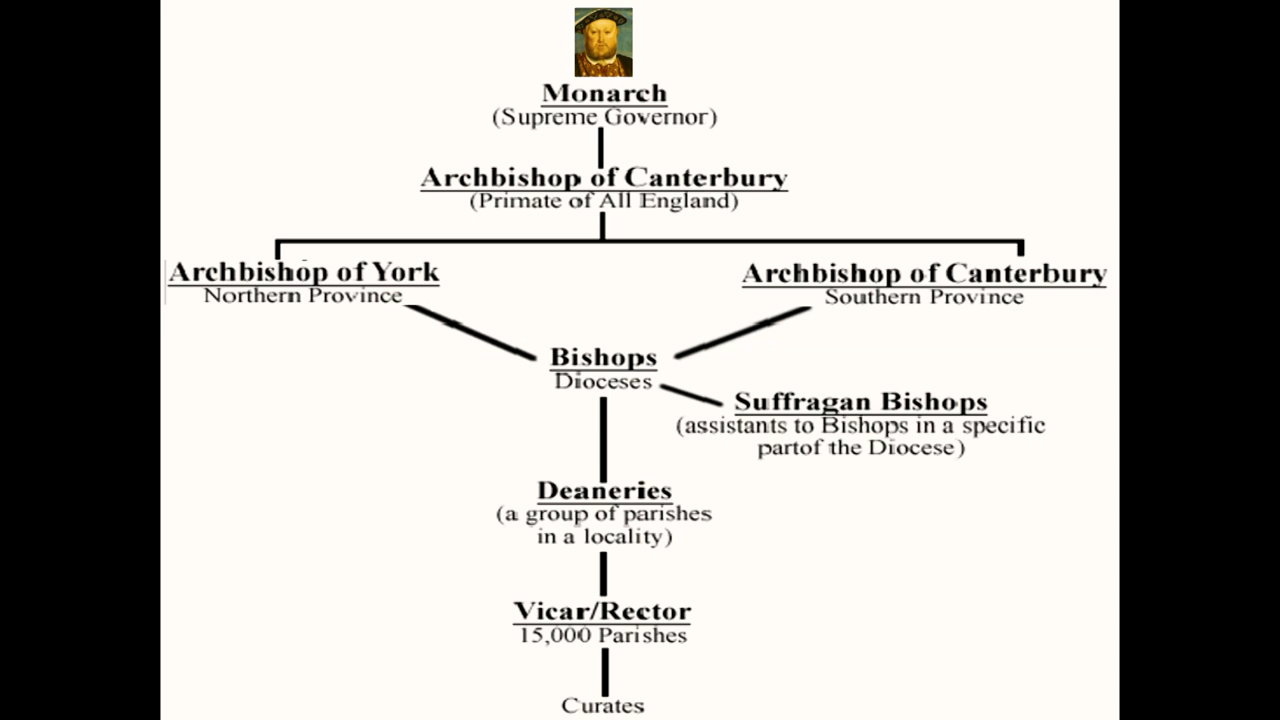 Monarch
(Supreme Governor)
Archbishop of Canterbury
(Primate of All England)
Archbishop of York
Northern Province
Archbishop of Canterbury
Southern Province
Bishops
Dioceses
Suffragan Bishops
(assistants to Bishops in a specific
partof the Diocese)
Deaneries
(a group of parishes
in a locality)
Vicar/Rector
15,000 Parishes
Curates